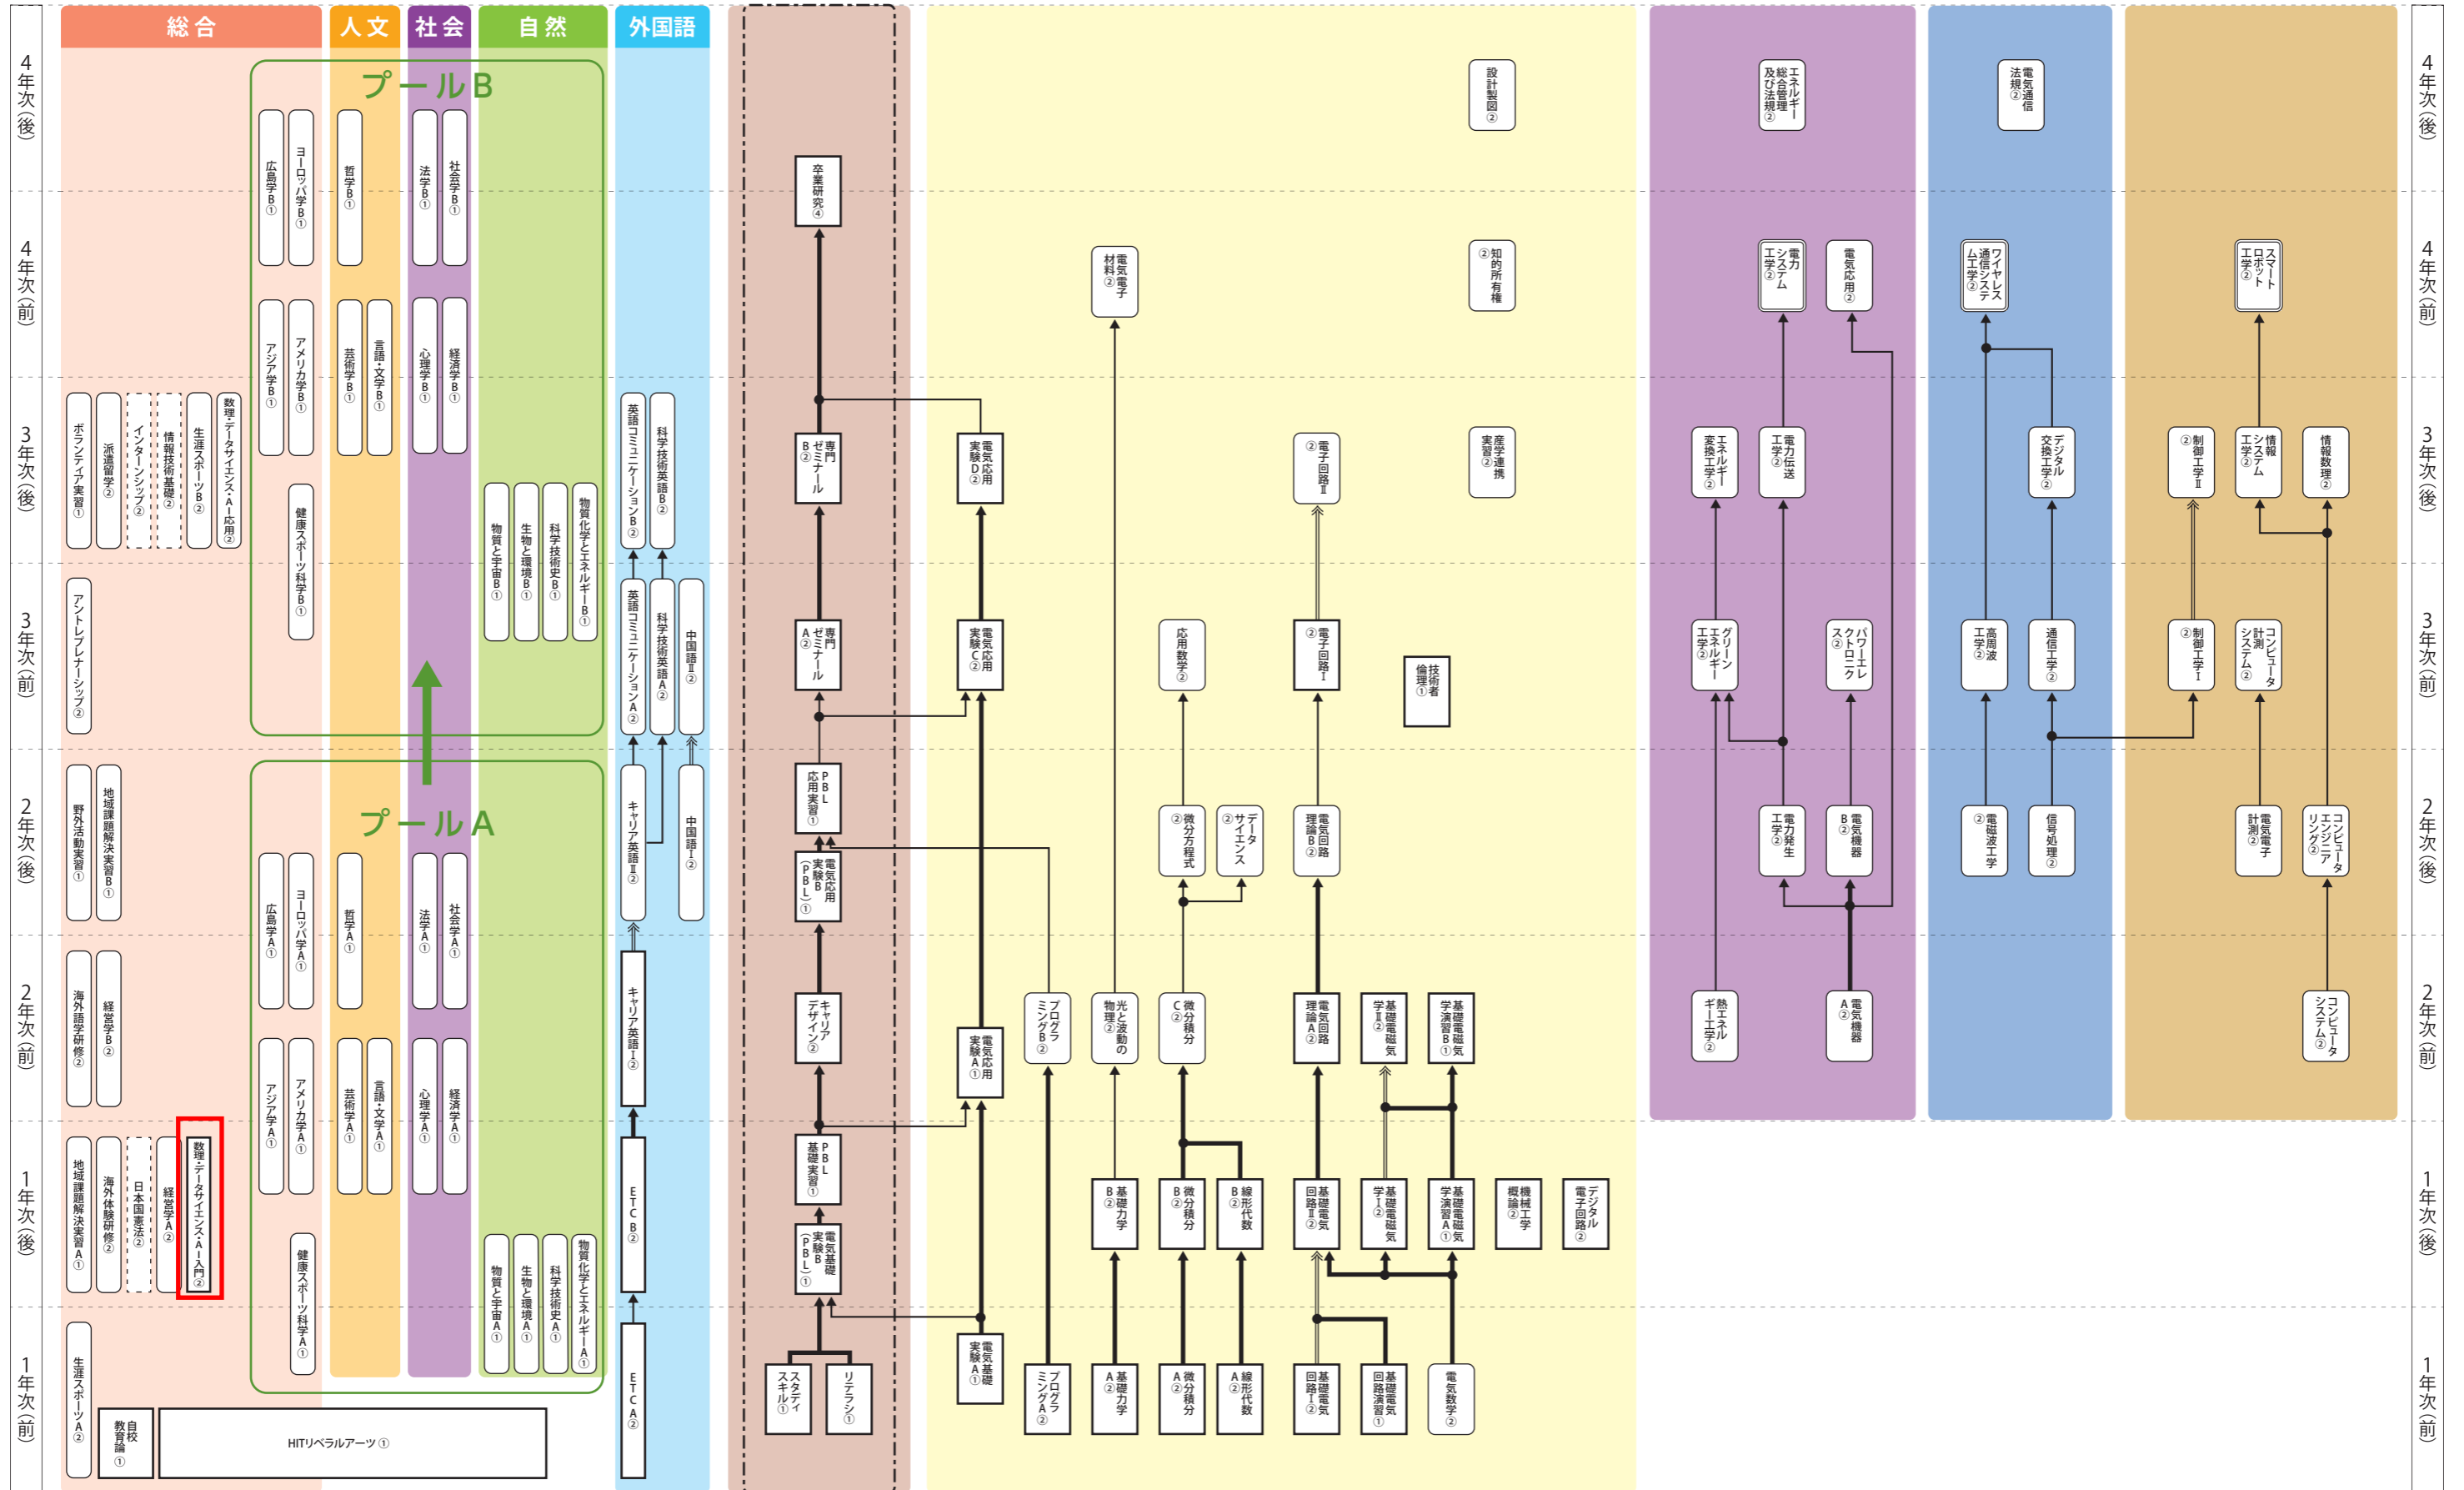 総合
人文
社会
自然
外国語
4年次(後)
4年次(前)
3年次(後)
3年次(前)
2年次(後)
2年次(前)
1年次(後)
1年次(前)
プールB
広島学B①
ヨーロッパ学B①
哲学B①
法学B①
社会学B①
アジア学B①
アメリカ学B①
芸術学B①
言語・文学B①
心理学B①
経済学B①
ボランティア実習①
派遣留学②
インターンシップ②
情報技術基礎②
生涯スポーツB②
数理・データサイエンス・AI応用②
健康スポーツ科学B①
物質と宇宙B①
生物と環境B①
科学技術史B①
物質化学とエネルギーB①
アントレプレナーシップ②
英語コミュニケーションB②
科学技術英語B②
英語コミュニケーションA②
科学技術英語A②
中国語Ⅱ②
プールA
野外活動実習①
地域課題解決実習B①
広島学A①
ヨーロッパ学A①
哲学A①
法学A①
社会学A①
キャリア英語Ⅱ②
中国語Ⅰ②
海外語学研修②
経営学B②
アジア学A①
アメリカ学A①
芸術学A①
言語・文学A①
心理学A①
経済学A①
キャリア英語Ⅰ②
地域課題解決実習A①
海外体験研修②
日本国憲法②
経営学A②
数理・データサイエンス・AI入門②
健康スポーツ科学A①
物質と宇宙A①
生物と環境A①
科学技術史A①
物質化学とエネルギーA①
ETC B②
ETC A②
生涯スポーツA②
自校
教育論①
HITリベラルアーツ①
卒業研究④
専門
ゼミナール
B②
電気応用
実験D②
専門
ゼミナール
A②
電気応用
実験C②
PBL
応用実習①
電気応用
実験B
(PBL)①
キャリア
デザイン②
電気応用
実験A①
PBL
基礎実習①
電気基礎
実験B
(PBL)①
電気基礎
実験A①
スタディ
スキル①
リテラシ①
設計製図②
電気電子
材料②
知的所有権
②
電子回路Ⅱ
②
産学連携
実習②
応用数学②
電子回路Ⅰ
②
技術者
倫理①
微分方程式
②
データ
サイエンス
②
電気回路
理論B②
プログラ
ミングB②
光と波動の
物理②
微分積分
C②
電気回路
理論A②
基礎電磁気
学Ⅱ②
基礎電磁気
学演習B①
基礎力学
B②
微分積分
B②
線形代数
B②
基礎電気
回路Ⅱ②
基礎電磁気
学Ⅰ②
基礎電磁気
学演習A①
機械工学
概論②
デジタル
電子回路②
プログラ
ミングA②
基礎力学
A②
微分積分
A②
線形代数
A②
基礎電気
回路Ⅰ②
基礎電気
回路演習①
電気数学②
エネルギー
総合管理
及び法規②
電力
システム
工学②
電気応用②
エネルギー
変換工学②
電力伝送
工学②
グリーン
エネルギー
工学②
パワーエレ
クトロニク
ス②
電力発生
工学②
電気機器
B②
熱エネル
ギー工学②
電気機器
A②
電気通信
法規②
ワイヤレス
通信システ
ム工学②
デジタル
交換工学②
高周波
工学②
通信工学②
電磁波工学
②
信号処理②
スマート
ロボット
工学②
制御工学Ⅱ
②
情報
システム
工学②
情報数理②
制御工学Ⅰ
②
コンピュータ
計測
システム②
電気電子
計測②
コンピュータ
エンジニア
リング②
コンピュータ
システム②
4年次(後)
4年次(前)
3年次(後)
3年次(前)
2年次(後)
2年次(前)
1年次(後)
1年次(前)